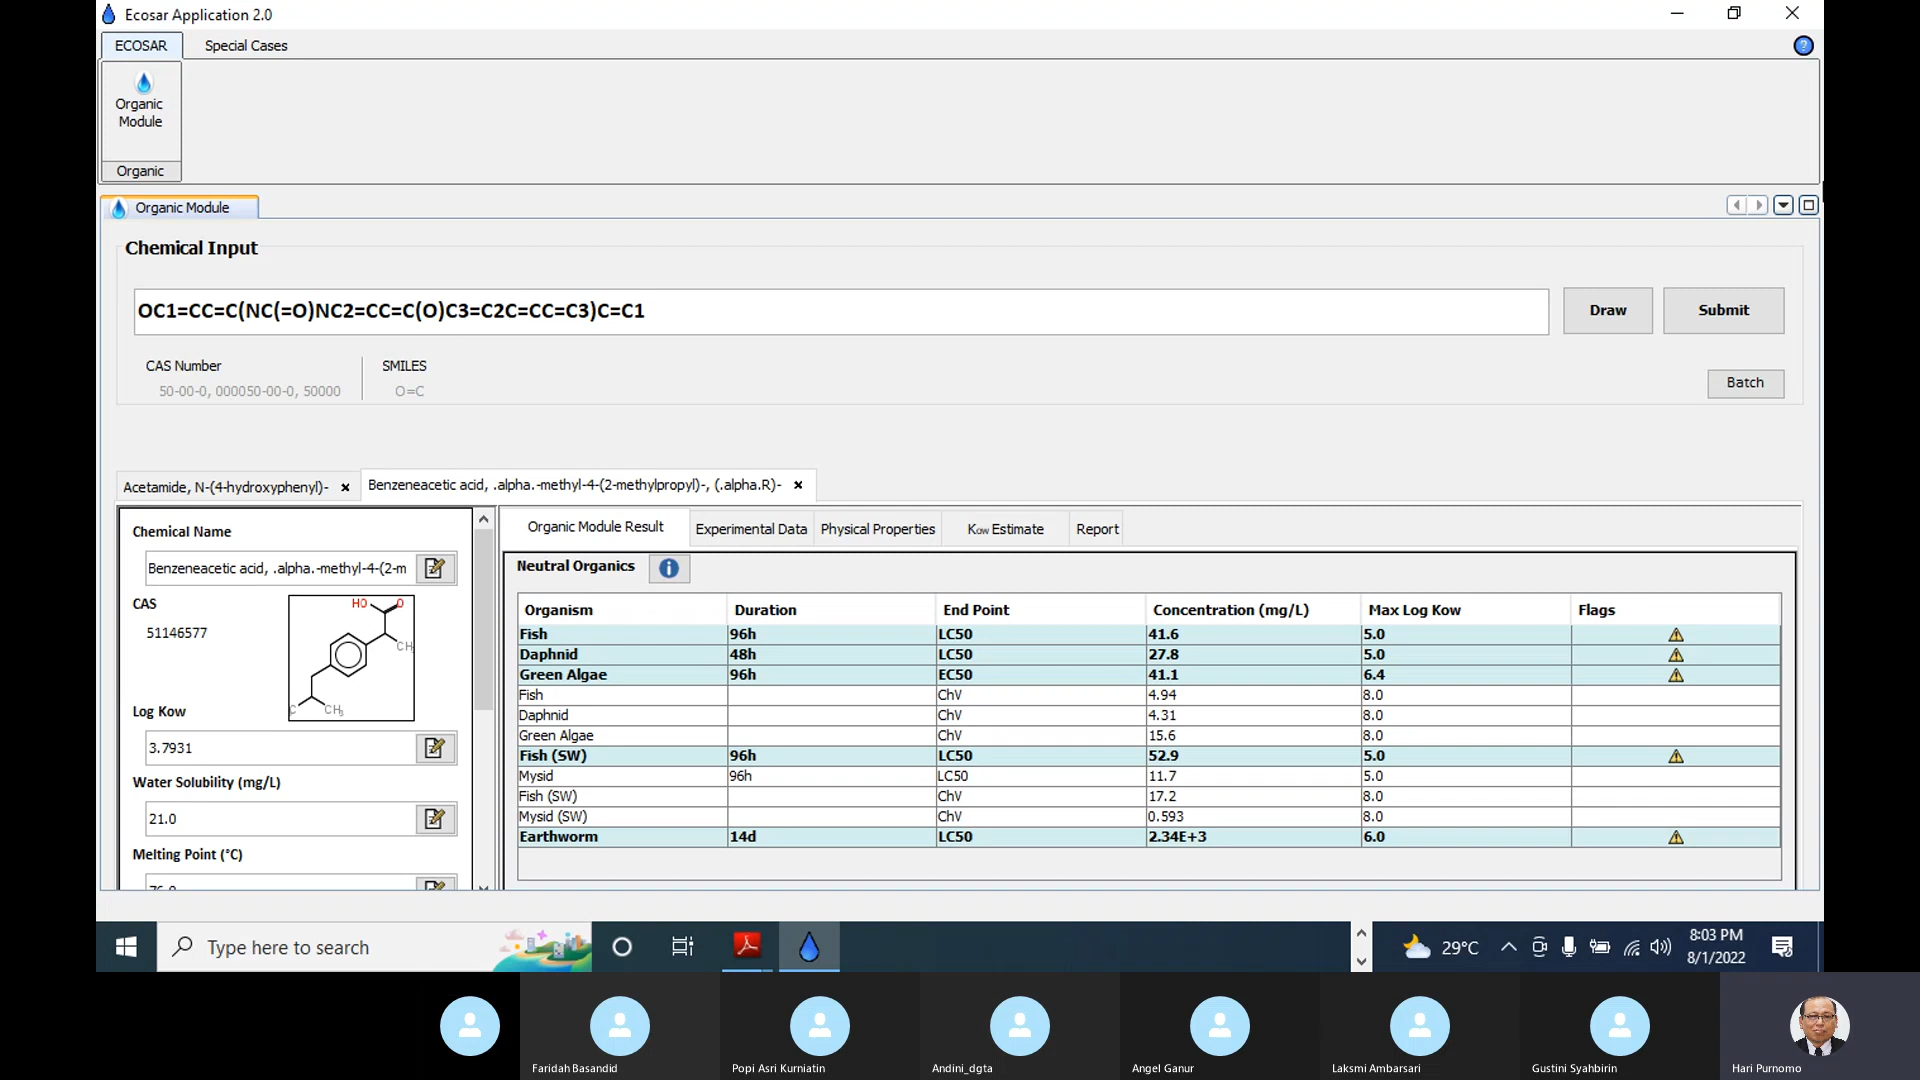 Ecosar Application 2.0
ECOSAR Special Cases
Organic
Module
Organic
Organic Module
Chemical Input
OC1=CC=C(NC(=O)NC2=CC=C(O)C3=C2C=CC=C3)C=C1
Draw Submit
CAS Number SMILES
50-00-0, 000050-00-0, 50000 O=C
Batch
Acetamide, N-(4-hydroxyphenyl)- Benzeneacetic acid, .alpha.-methyl-4-(2-methylpropyl)-, (.alpha.R)-
Chemical Name
Benzeneacetic acid, .alpha.-methyl-4-(2-m
CAS
51146577
HO O
CH
C CH3
Log Kow
3.7931
Water Solubility (mg/L)
21.0
Melting Point (°C)
Organic Module Result Experimental Data Physical Properties Kow Estimate Report
Neutral Organics
Organism Duration End Point Concentration (mg/L) Max Log Kow Flags
Fish 96h LC50 41.6 5.0
Daphnid 48h LC50 27.8 5.0
Green Algae 96h EC50 41.1 6.4
Fish ChV 4.94 8.0
Daphnid ChV 4.31 8.0
Green Algae ChV 15.6 8.0
Fish (SW) 96h LC50 52.9 5.0
Mysid 96h LC50 11.7 5.0
Fish (SW) ChV 17.2 8.0
Mysid (SW) ChV 0.593 8.0
Earthworm 14d LC50 2.34E+3 6.0
Type here to search
29°C
8:03 PM
8/1/2022
Faridah Basandid
Popi Asri Kurniatin
Andini_dgta
Angel Ganur
Laksmi Ambarsari
Gustini Syahbirin
Hari Purnomo